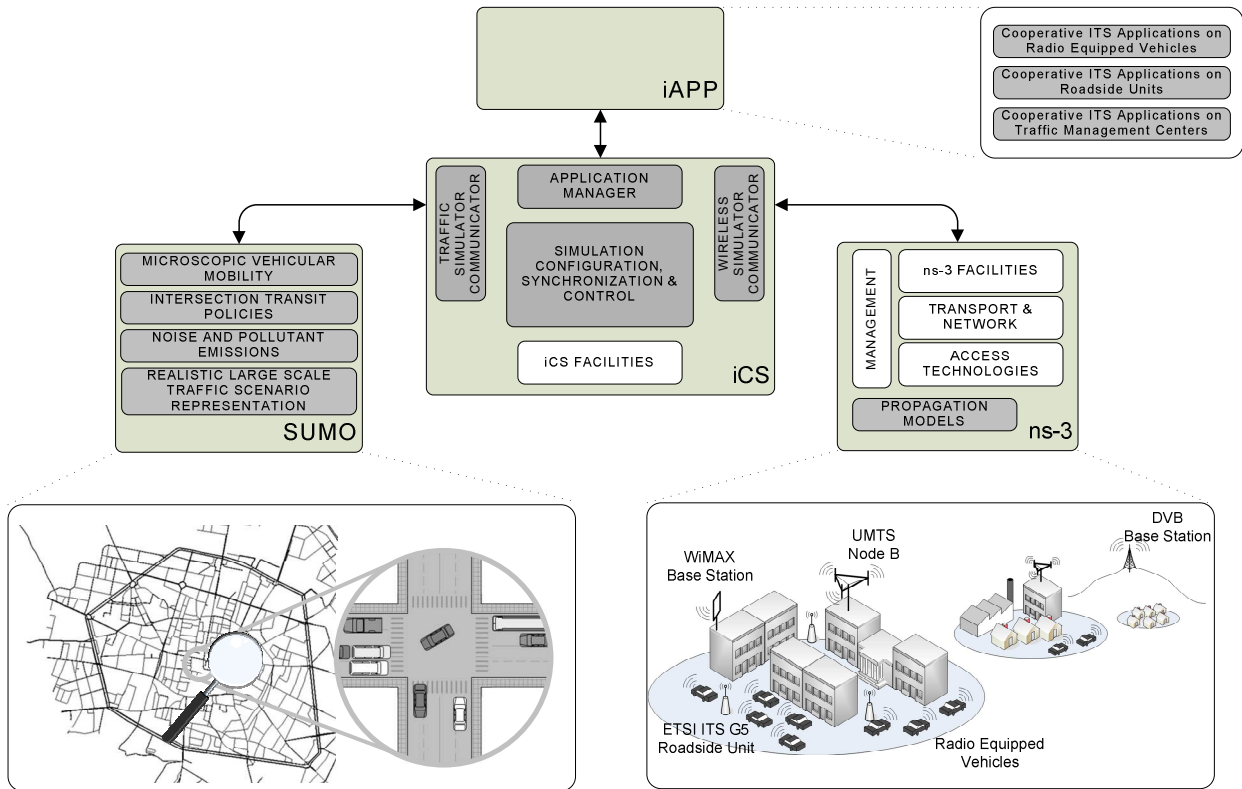 iAPP
Cooperative ITS Applications on
Radio Equipped Vehicles
Cooperative ITS Applications on
Roadside Units
Cooperative ITS Applications on
Traffic Management Centers
TRAFFIC
SIMULATOR
COMMUNICATOR
APPLICATION
MANAGER
SIMULATION
CONFIGURATION,
SYNCHRONIZATION &
CONTROL
iCS FACILITIES
WIRELESS
SIMULATOR
COMMUNICATOR
iCS
MICROSCOPIC VEHICULAR
MOBILITY
INTERSECTION TRANSIT
POLICIES
NOISE AND POLLUTANT
EMISSIONS
REALISTIC LARGE SCALE
TRAFFIC SCENARIO
REPRESENTATION
SUMO
MANAGEMENT
ns-3 FACILITIES
TRANSPORT &
NETWORK
ACCESS
TECHNOLOGIES
PROPAGATION
MODELS
ns-3
WiMAX
Base Station
UMTS
Node B
DVB
Base Station
ETSI ITS G5
Roadside Unit
Radio Equipped
Vehicles